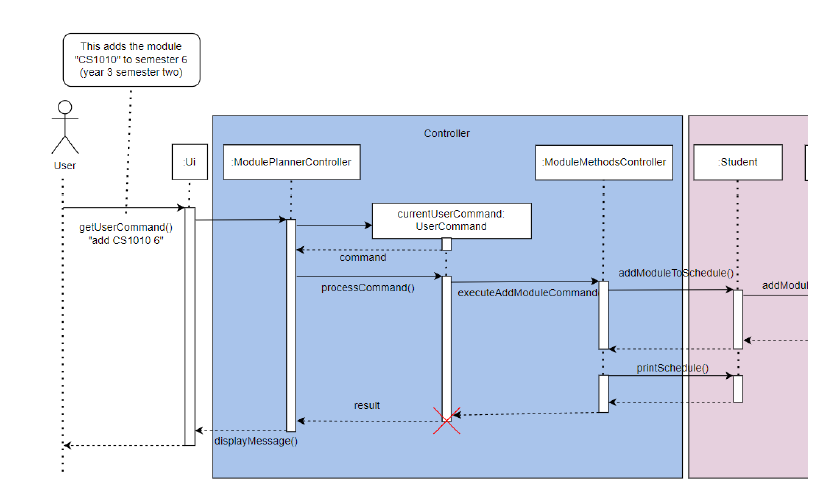 This adds the module
"CS1010" to semester 6
(year 3 semester two)
Controller
User
:Ui
:ModulePlannerController
:ModuleMethodsController
:Student
currentUserCommand:
UserCommand
getUserCommand()
"add CS1010 6"
command
processCommand()
executeAddModuleCommand
addModuleToSchedule()
addModul
printSchedule()
result
displayMessage()